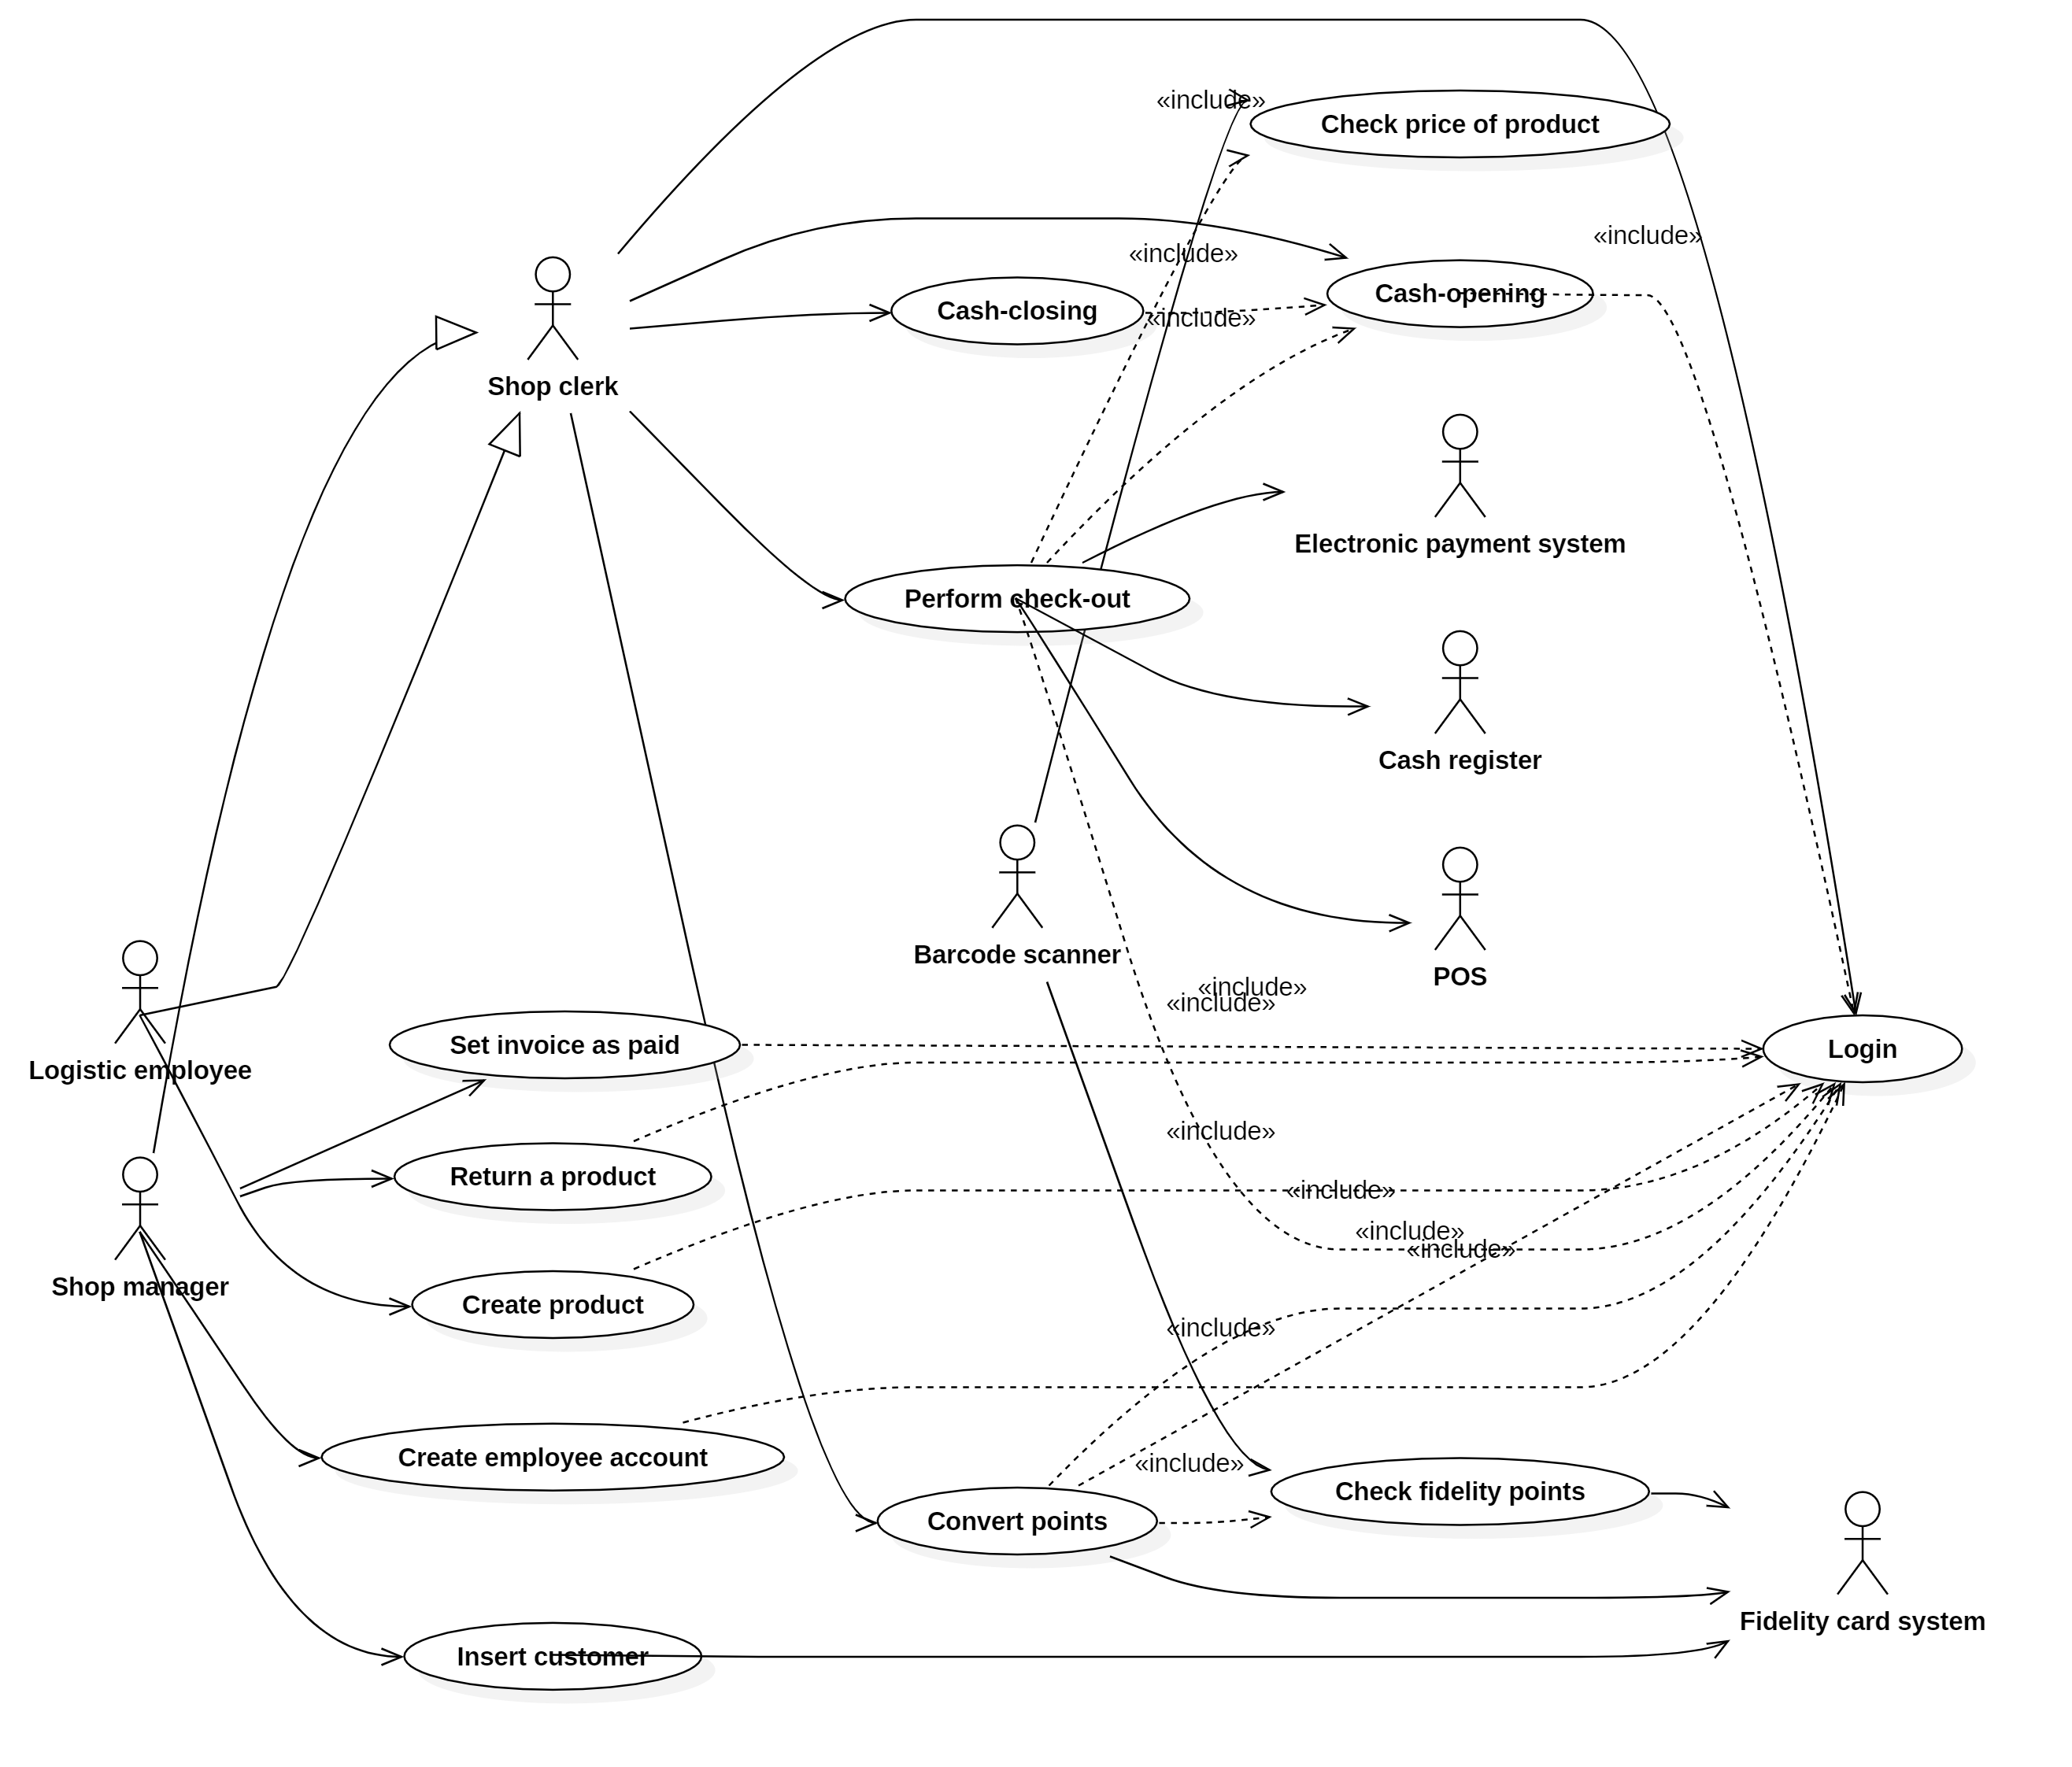 «include»
Check price of product
«include»
«include»
Cash-closing
Cash-opening
«include»
Shop clerk
Electronic payment system
Perform check-out
Cash register
Barcode scanner
POS
«include»
«include»
Set invoice as paid
Login
Logistic employee
«include»
Return a product
«include»
«include»
«include»
Shop manager
Create product
«include»
Create employee account
«include»
Check fidelity points
Convert points
Fidelity card system
Insert customer